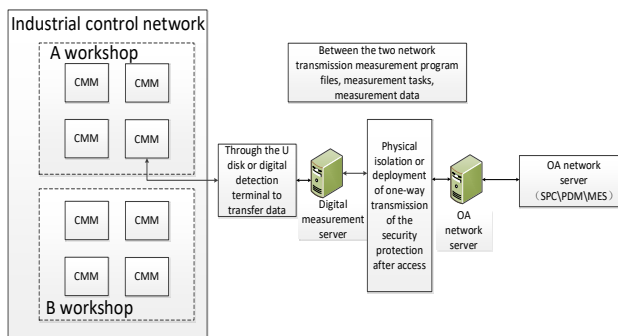 Industrial control network
A workshop
CMM
CMM
CMM
CMM
CMM
CMM
CMM
CMM
B workshop
Between the two network
transmission measurement program
files, measurement tasks,
measurement data
Through the U
disk or digital
detection
terminal to
transfer data
Digital
measurement
server
Physical
isolation or
deployment of
one-way
transmission
of the
security
protection
after access
OA
network
server
OA network
server
（SPC\PDM\MES）